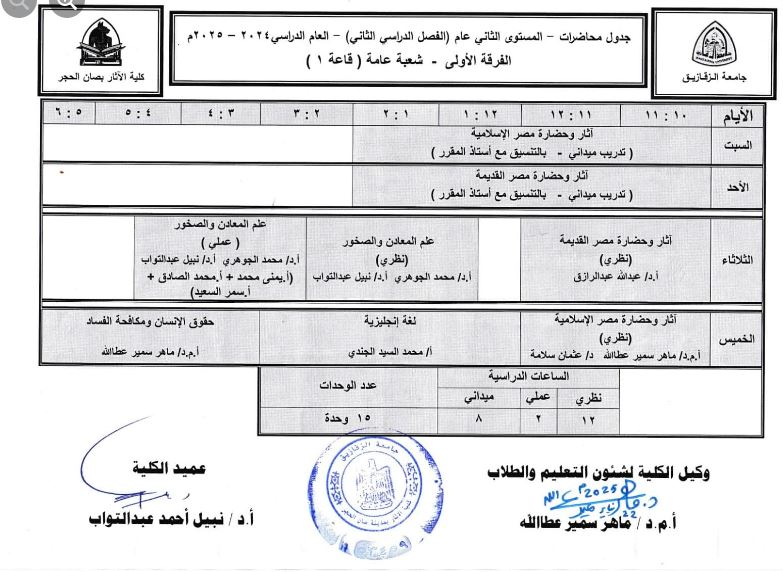 جامعة الزقازيق
جدول محاضرات - المستوى الثاني عام (الفصل الدراسي الثاني) - العام الدراسي ٢٠٢٤ - ٢٠٢٥م
الفرقة الأولى - شعبة عامة ( قاعة ١ )
كلية الآثار بصان الحجر
الأيام
١٠ : ١١
١١ : ١٢
١٢ : ١
١ : ٢
٢ : ٣
٣ : ٤
٤ : ٥
٥ : ٦
السبت
آثار وحضارة مصر الإسلامية
( تدريب ميداني - بالتنسيق مع أستاذ المقرر )
الأحد
آثار وحضارة مصر القديمة
( تدريب ميداني - بالتنسيق مع أستاذ المقرر )
الثلاثاء
آثار وحضارة مصر القديمة
(نظري)
أ.د/ عبدالله عبدالرازق
علم المعادن والصخور
(نظري)
أ.د/ محمد الجوهري أ.د/ نبيل عبدالتواب
علم المعادن والصخور
( عملي )
أ.د/ محمد الجوهري أ.د/ نبيل عبدالتواب
(أ.يمنى محمد + أ.محمد الصادق +
أ.سمر السعيد)
الخميس
آثار وحضارة مصر الإسلامية
(نظري)
أ.م.د/ ماهر سمير عطاالله د/ عثمان سلامة
لغة إنجليزية
أ/ محمد السيد الجندي
حقوق الإنسان ومكافحة الفساد
أ.م.د/ ماهر سمير عطاالله
الساعات الدراسية
عدد الوحدات
نظري
عملي
ميداني
١٢
٢
٨
١٥ وحدة
وكيل الكلية لشئون التعليم والطلاب
أ.م.د / ماهر سمير عطاالله
عميد الكلية
أ.د / نبيل أحمد عبدالتواب
جامعة الزقازيق